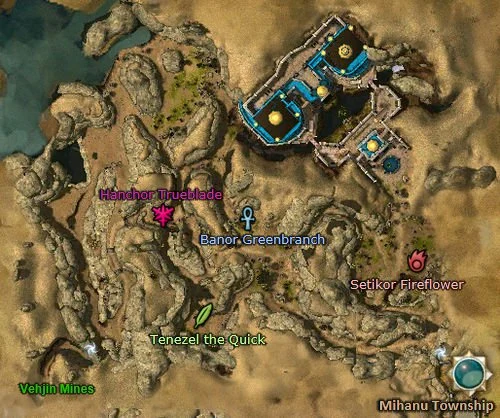 Hanchor Trueblade
Banor Greenbranch
Setikor Fireflower
Tenezel the Quick
Vehjin Mines
Mihanu Township